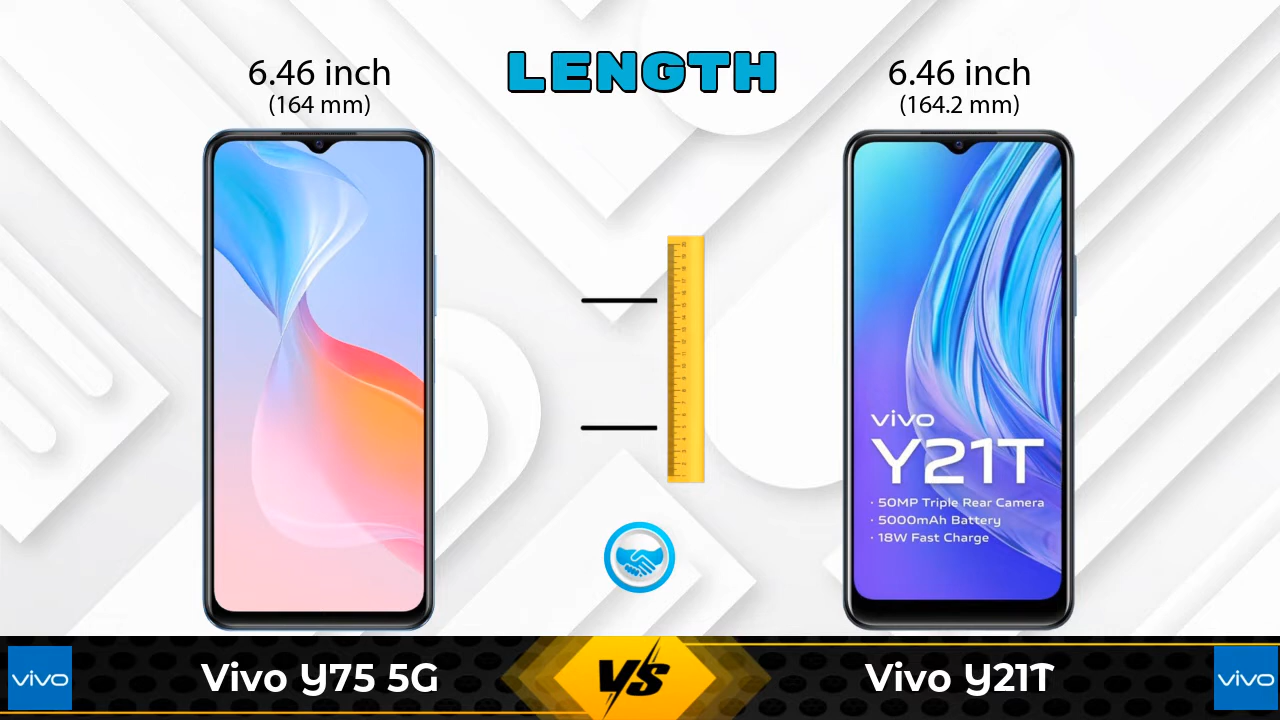 LENGTH
6.46 inch
(164 mm)
6.46 inch
(164.2 mm)
vivo
Y21T
· 50MP Triple Rear Camera
· 5000mAh Battery
· 18W Fast Charge
vivo
Vivo Y75 5G
VS
Vivo Y21T
vivo